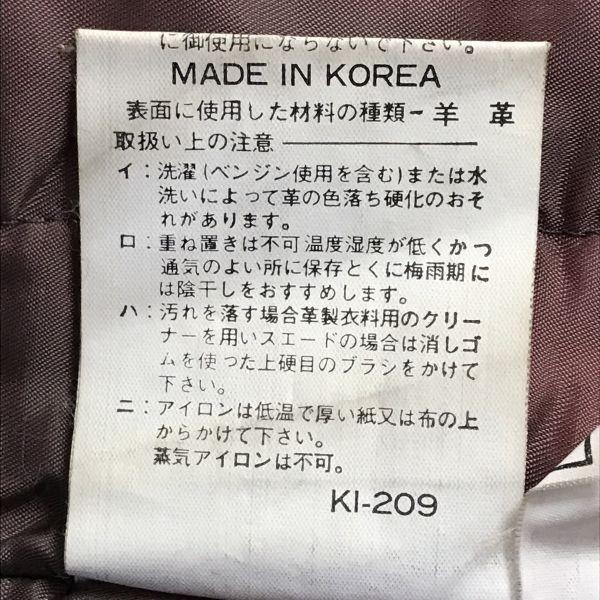 に御使用にならないで下さい。
MADE IN KOREA
表面に使用した材料の種類－羊 革
取扱い上の注意
イ：洗濯（ベンジン使用を含む）または水
洗いによって革の色落ち硬化のおそ
れがあります。
ロ：重ね置きは不可温度湿度が低くかつ
通気のよい所に保存とくに梅雨期に
は陰干しをおすすめします。
ハ：汚れを落す場合革製衣料用のクリー
ナーを用いスエードの場合は消しゴ
ムを使った上硬目のブラシをかけて
下さい。
ニ：アイロンは低温で厚い紙又は布の上
からかけて下さい。
蒸気アイロンは不可。
KI-209